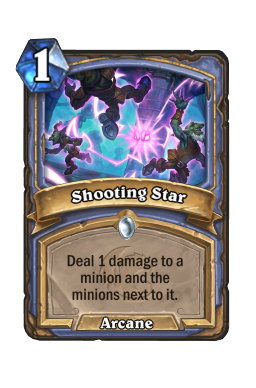 1
Shooting Star
Deal 1 damage to a
minion and the
minions next to it.
Arcane